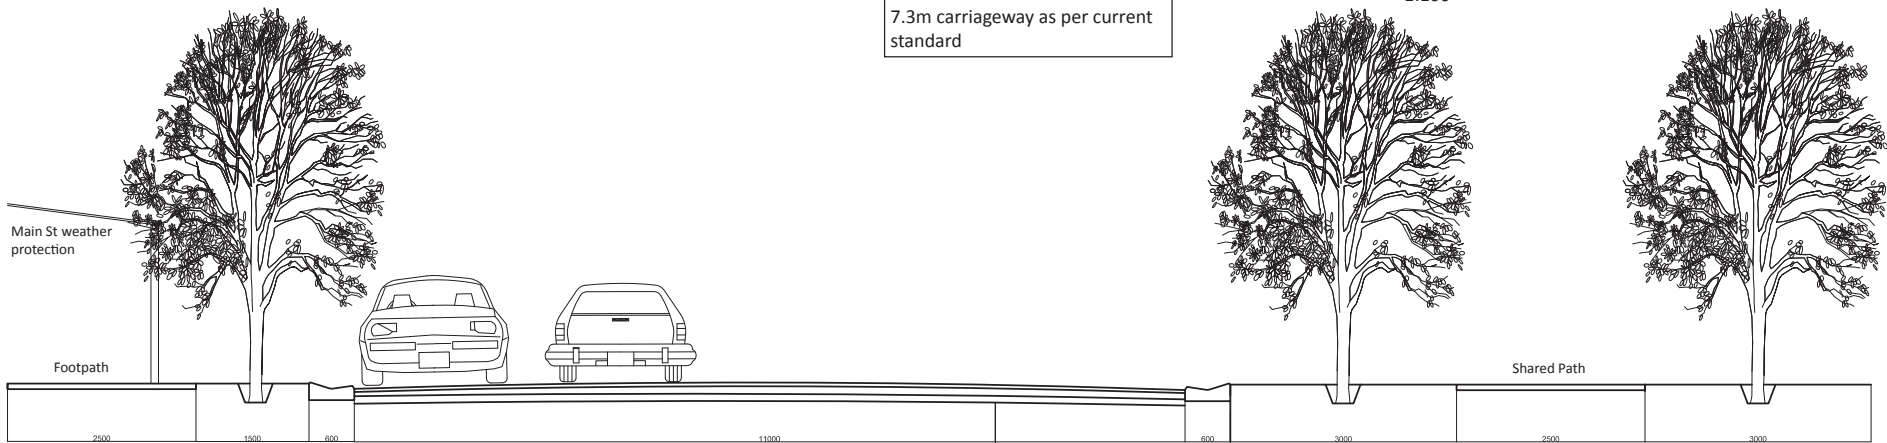 7.3m carriageway as per current
standard
Main St weather
protection
Footpath
Shared Path
2500
1500
600
11000
600
3000
2500
3000